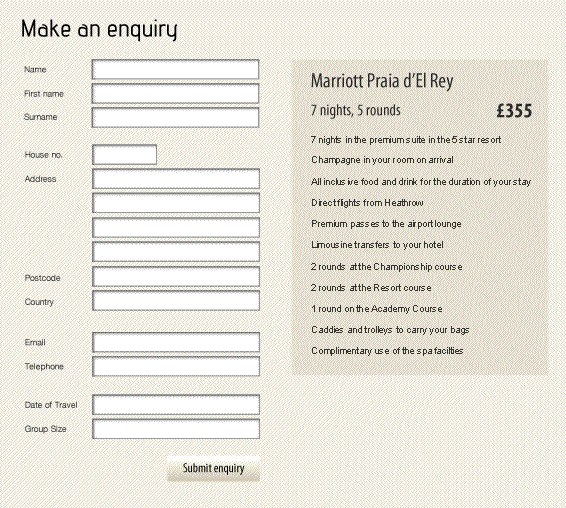 Make an enquiry
Name
First name
Surname
House no.
Address
Postcode
Country
Email
Telephone
Date of Travel
Group Size
Submit enquiry
Marriott Praia d'El Rey
7 nights, 5 rounds £355
7 nights in the premium suite in the 5 star resort
Champagne in your room on arrival
All inclusive food and drink for the duration of your stay
Direct flights from Heathrow
Premium passes to the airport lounge
Limousine transfers to your hotel
2 rounds at the Championship course
2 rounds at the Resort course
1 round on the Academy Course
Caddies and trolleys to carry your bags
Complimentary use of the spa facilties